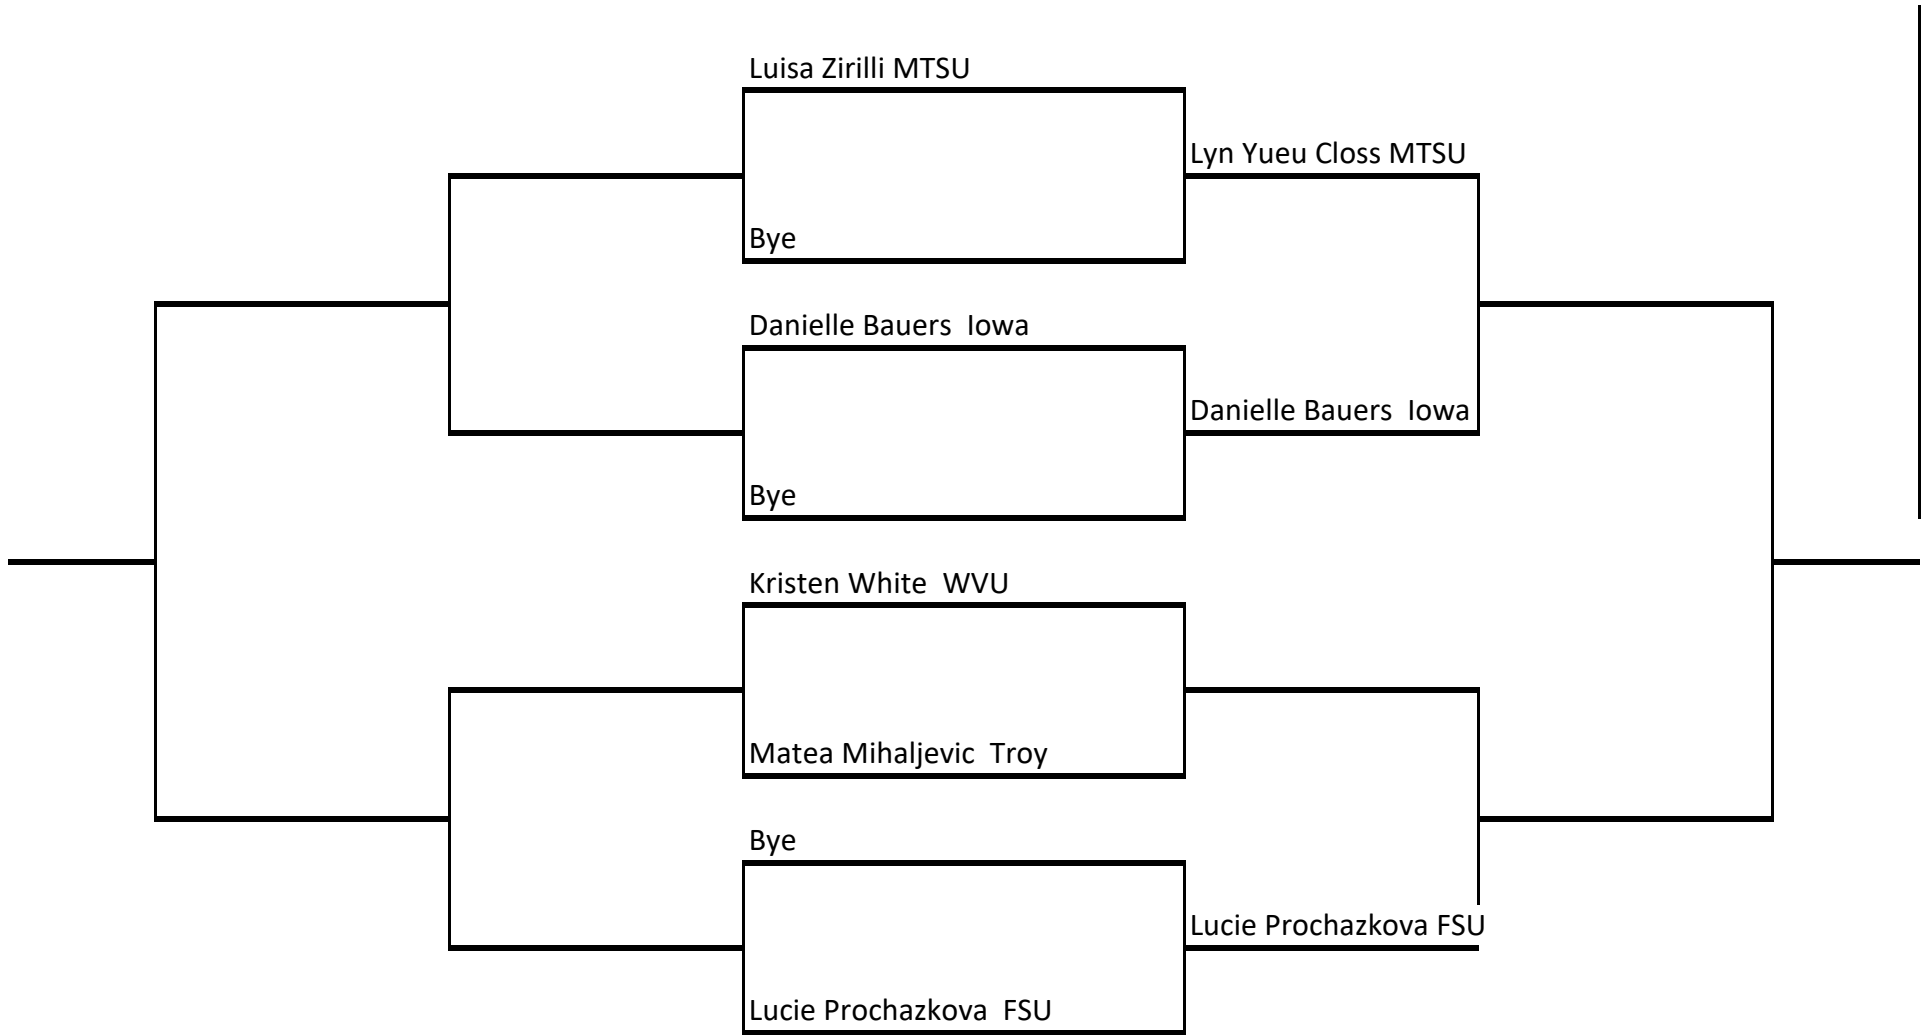 Luisa Zirilli MTSU
Lyn Yueu Closs MTSU
Bye
Danielle Bauers  Iowa
Danielle Bauers  Iowa
Bye
Kristen White  WVU
Matea Mihaljevic  Troy
Bye
Lucie Prochazkova FSU
Lucie Prochazkova  FSU